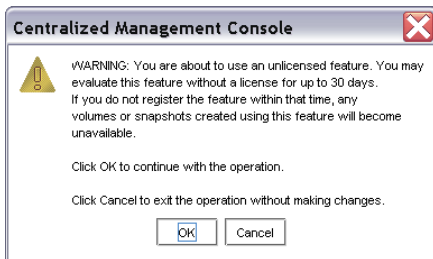 Centralized Management Console
WARNING: You are about to use an unlicensed feature. You may
evaluate this feature without a license for up to 30 days.
If you do not register the feature within that time, any
volumes or snapshots created using this feature will become
unavailable.
Click OK to continue with the operation.
Click Cancel to exit the operation without making changes.
OK
Cancel